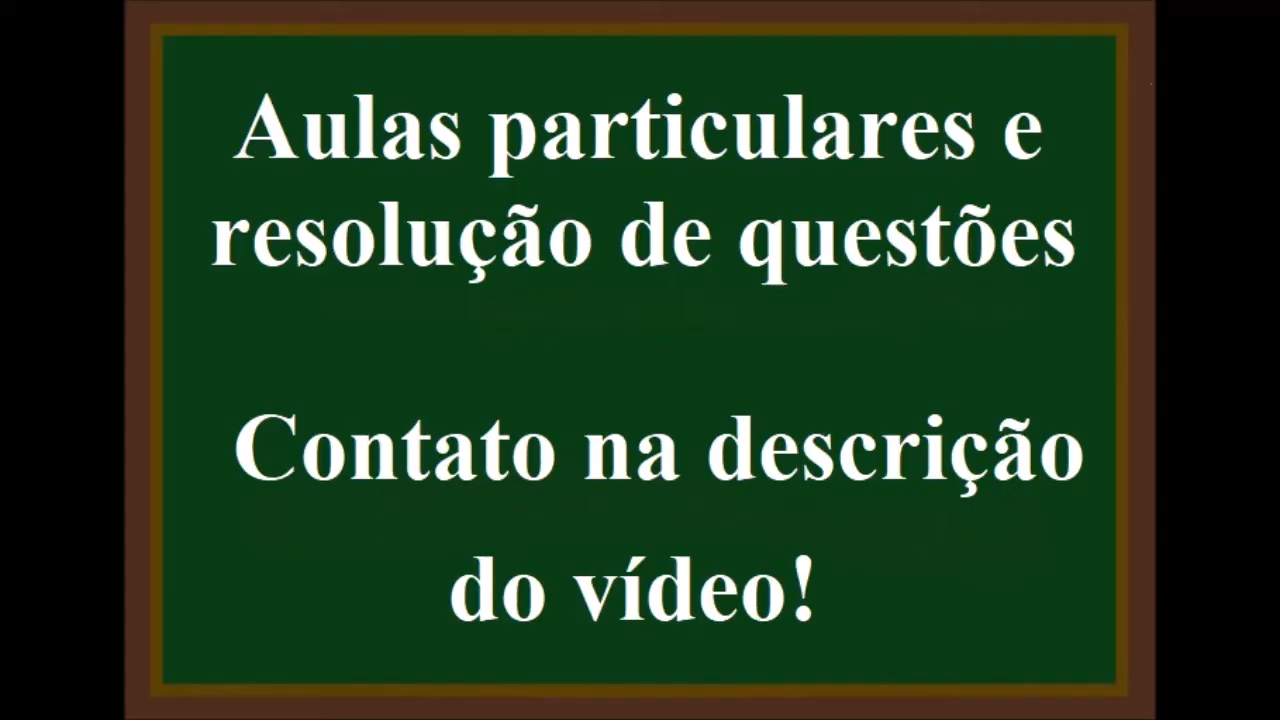 Aulas particulares e
resolução de questões
Contato na descrição
do vídeo!